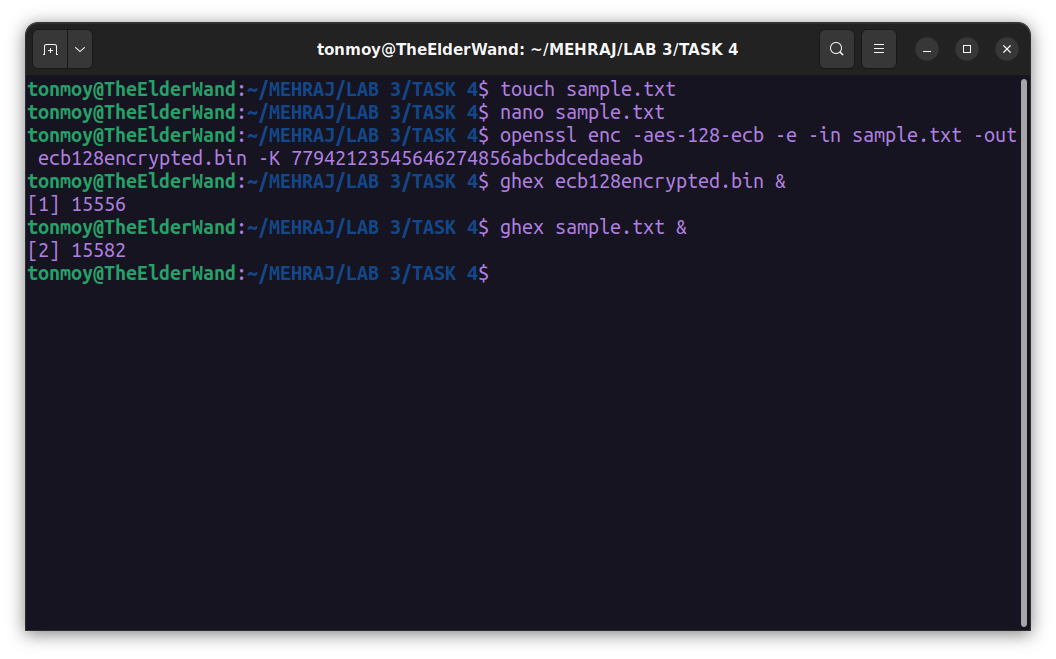 tonmoy@TheElderWand: ~/MEHRAJ/LAB 3/TASK 4
tonmoy@TheElderWand:~/MEHRAJ/LAB 3/TASK 4$ touch sample.txt
tonmoy@TheElderWand:~/MEHRAJ/LAB 3/TASK 4$ nano sample.txt
tonmoy@TheElderWand:~/MEHRAJ/LAB 3/TASK 4$ openssl enc -aes-128-ecb -e -in sample.txt -out
ecb128encrypted.bin -K 779421235456462748​56abcbdcedaeab
tonmoy@TheElderWand:~/MEHRAJ/LAB 3/TASK 4$ ghex ecb128encrypted.bin &
[1] 15556
tonmoy@TheElderWand:~/MEHRAJ/LAB 3/TASK 4$ ghex sample.txt &
[2] 15582
tonmoy@TheElderWand:~/MEHRAJ/LAB 3/TASK 4$